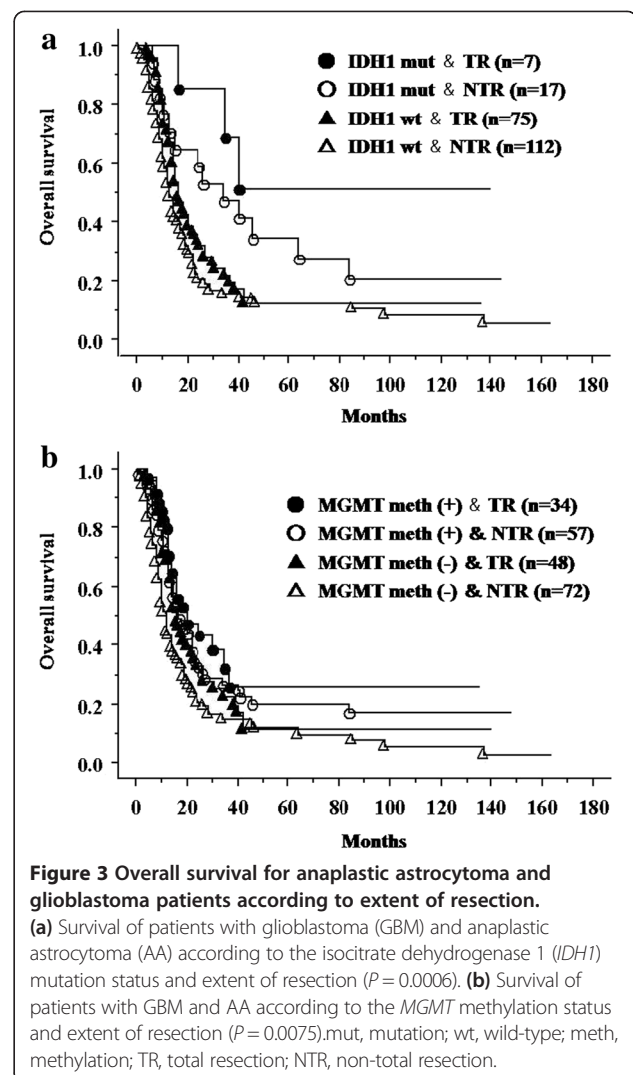 a
1.0
0.8
0.6
0.4
0.2
0.0
Overall survival
IDH1 mut & TR (n=7)
IDH1 mut & NTR (n=17)
IDH1 wt & TR (n=75)
IDH1 wt & NTR (n=112)
0 20 40 60 80 100 120 140 160 180
Months
b
1.0
0.8
0.6
0.4
0.2
0.0
Overall survival
MGMT meth (+) & TR (n=34)
MGMT meth (+) & NTR (n=57)
MGMT meth (-) & TR (n=48)
MGMT meth (-) & NTR (n=72)
0 20 40 60 80 100 120 140 160 180
Months
Figure 3 Overall survival for anaplastic astrocytoma and
glioblastoma patients according to extent of resection.
(a) Survival of patients with glioblastoma (GBM) and anaplastic
astrocytoma (AA) according to the isocitrate dehydrogenase 1 (IDH1)
mutation status and extent of resection (P = 0.0006). (b) Survival of
patients with GBM and AA according to the MGMT methylation status
and extent of resection (P = 0.0075).mut, mutation; wt, wild-type; meth,
methylation; TR, total resection; NTR, non-total resection.